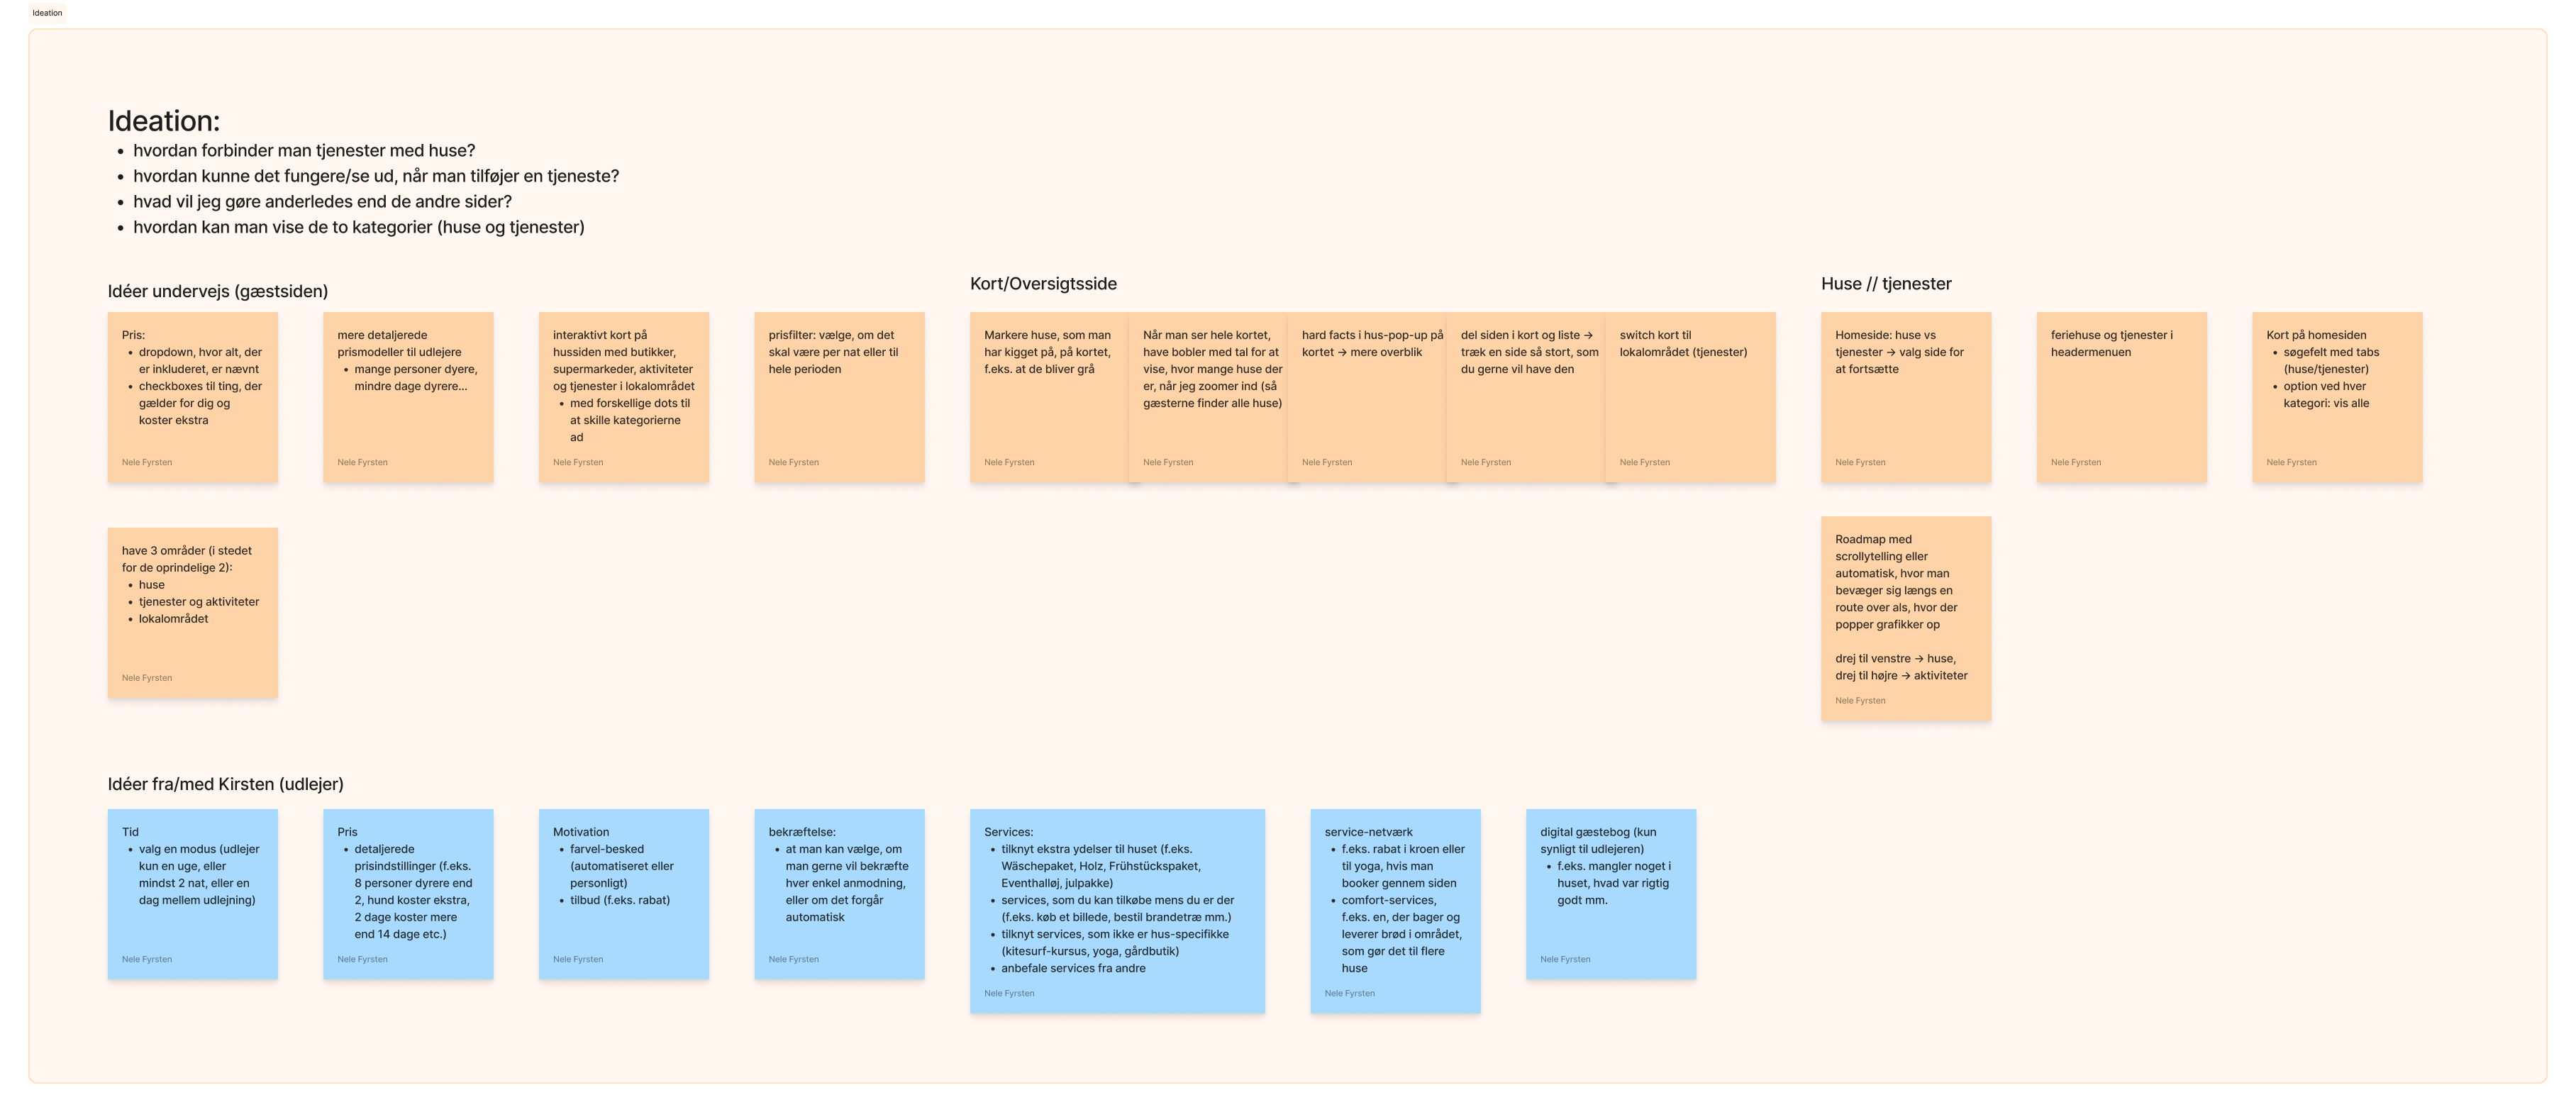 Ideation
Ideation:
• hvordan forbinder man tjenester med huse?
• hvordan kunne det fungere/se ud, når man tilføjer en tjeneste?
• hvad vil jeg gøre anderledes end de andre sider?
• hvordan kan man vise de to kategorier (huse og tjenester)
Idéer undervejs (gæstsiden)
Pris:
• dropdown, hvor alt, der
er inkluderet, er nævnt
• checkboxes til ting, der
gælder for dig og
koster ekstra
Nele Fyrsten
mere detaljerede
prismodeller til udlejere
• mange personer dyere,
mindre dage dyrere...
Nele Fyrsten
interaktivt kort på
hussiden med butikker,
supermarkeder, aktiviteter
og tjenester i lokalområdet
• med forskellige dots til
at skille kategorierne
ad
Nele Fyrsten
prisfilter: vælge, om det
skal være per nat eller til
hele perioden
Nele Fyrsten
have 3 områder (i stedet
for de oprindelige 2):
• huse
• tjenester og aktiviteter
• lokalområdet
Nele Fyrsten
Kort/Oversigtsside
Markere huse, som man
har kigget på, på kortet,
f.eks. at de bliver grå
Nele Fyrsten
Når man ser hele kortet,
have bobler med tal for at
vise, hvor mange huse der
er, når jeg zoomer ind (så
gæsterne finder alle huse)
Nele Fyrsten
hard facts i hus-pop-up på
kortet → mere overblik
Nele Fyrsten
del siden i kort og liste →
træk en side så stort, som
du gerne vil have den
Nele Fyrsten
switch kort til
lokalområdet (tjenester)
Nele Fyrsten
Huse // tjenester
Homeside: huse vs
tjenester → valg side for
at fortsætte
Nele Fyrsten
feriehuse og tjenester i
headermenuen
Nele Fyrsten
Kort på homesiden
• søgefelt med tabs
(huse/tjenester)
• option ved hver
kategori: vis alle
Nele Fyrsten
Roadmap med
scrollytelling eller
automatisk, hvor man
bevæger sig længs en
route over als, hvor der
popper grafikker op
drej til venstre → huse,
drej til højre → aktiviteter
Nele Fyrsten
Idéer fra/med Kirsten (udlejer)
Tid
• valg en modus (udlejer
kun en uge, eller
mindst 2 nat, eller en
dag mellem udlejning)
Nele Fyrsten
Pris
• detaljerede
prisindstillinger (f.eks.
8 personer dyrere end
2, hund koster ekstra,
2 dage koster mere
end 14 dage etc.)
Nele Fyrsten
Motivation
• farvel-besked
(automatiseret eller
personligt)
• tilbud (f.eks. rabat)
Nele Fyrsten
bekræftelse:
• at man kan vælge, om
man gerne vil bekræfte
hver enkel anmodning,
eller om det forgår
automatisk
Nele Fyrsten
Services:
• tilknyt ekstra ydelser til huset (f.eks.
Wäschepaket, Holz, Frühstückspaket,
Eventhalløj, julpakke)
• services, som du kan tilkøbe mens du er der
(f.eks. køb et billede, bestil brandetræ mm.)
• tilknyt services, som ikke er hus-specifikke
(kitesurf-kursus, yoga, gårdbutik)
• anbefale services fra andre
Nele Fyrsten
service-netværk
• f.eks. rabat i kroen eller
til yoga, hvis man
booker gennem siden
• comfort-services,
f.eks. en, der bager og
leverer brød i området,
som gør det til flere
huse
Nele Fyrsten
digital gæstebog (kun
synligt til udlejeren)
• f.eks. mangler noget i
huset, hvad var rigtig
godt mm.
Nele Fyrsten